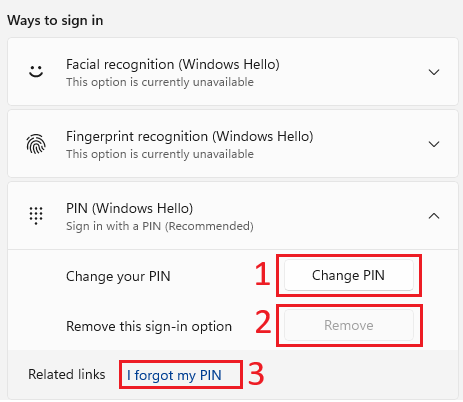 Ways to sign in
Facial recognition (Windows Hello)
This option is currently unavailable
Fingerprint recognition (Windows Hello)
This option is currently unavailable
PIN (Windows Hello)
Sign in with a PIN (Recommended)
Change your PIN 1 Change PIN
Remove this sign-in option 2 Remove
Related links I forgot my PIN 3